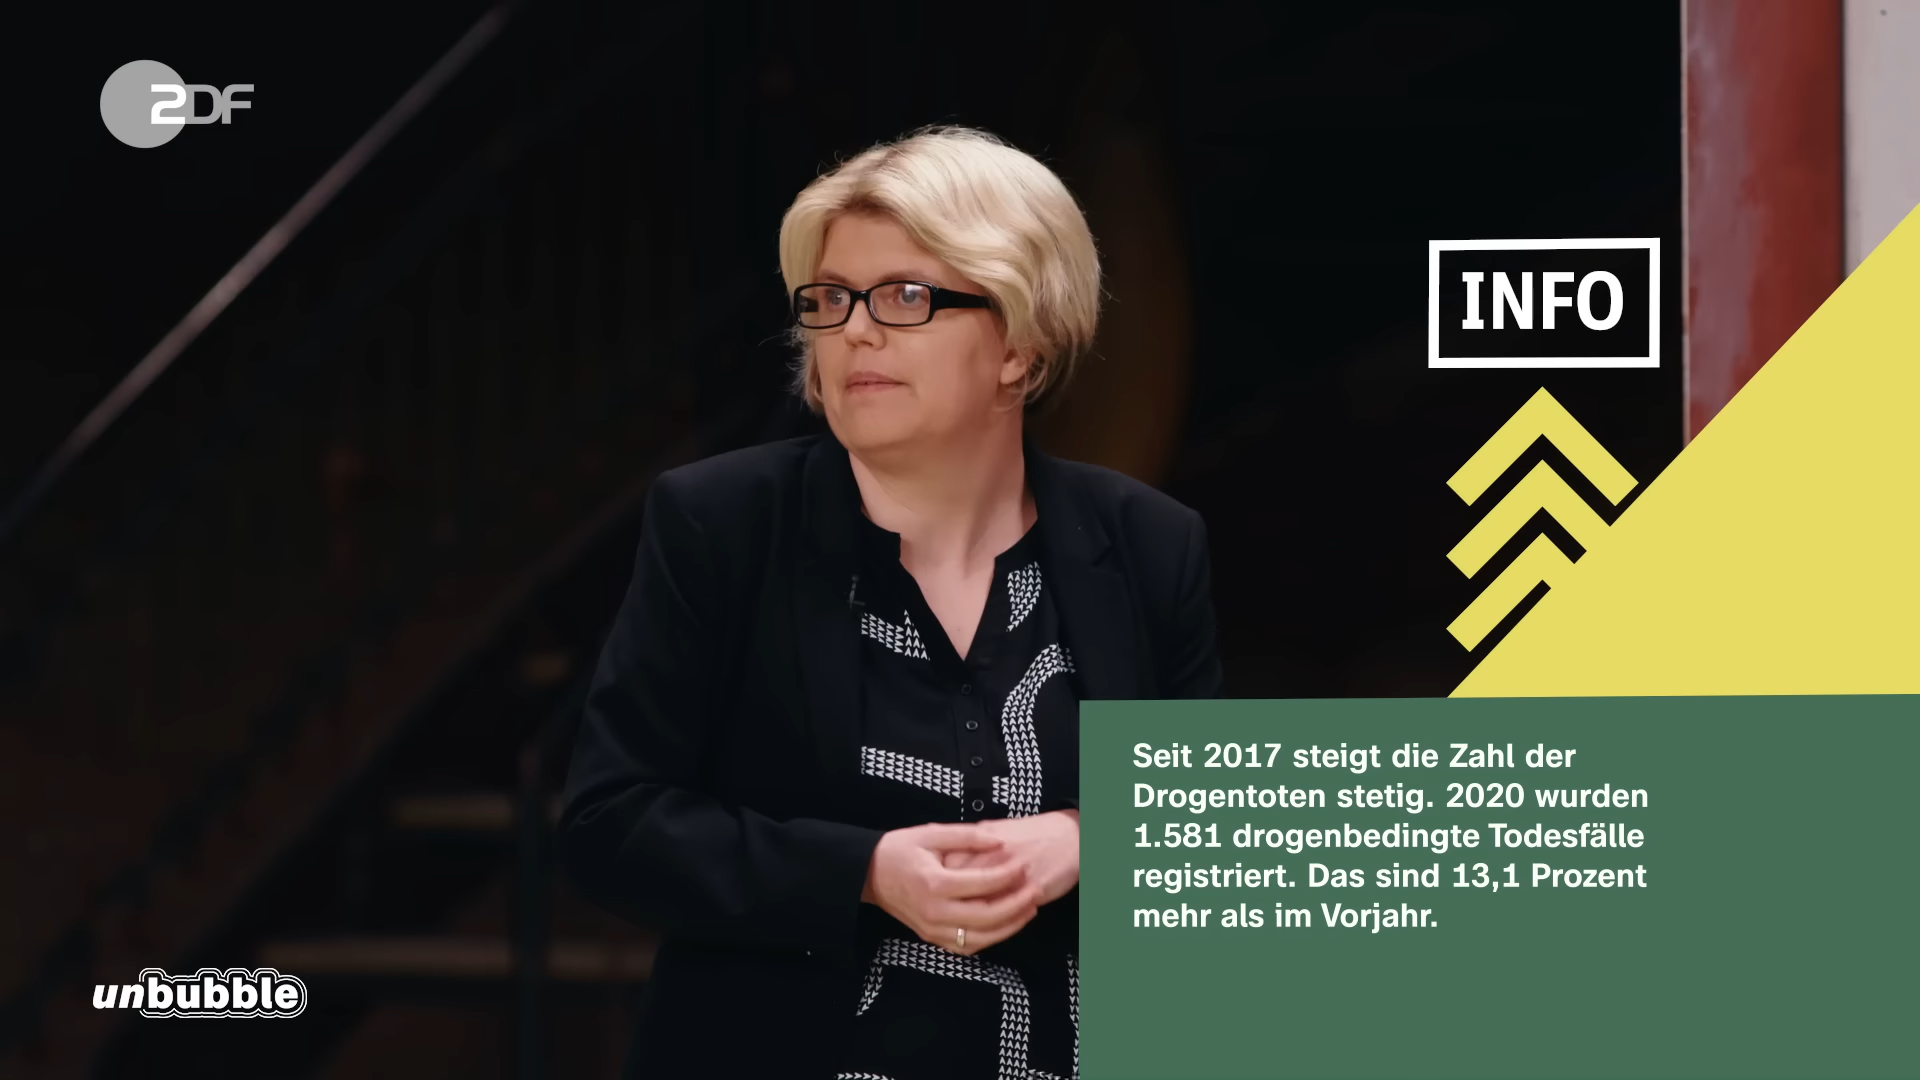 ZDF
INFO
Seit 2017 steigt die Zahl der
Drogentoten stetig. 2020 wurden
1.581 drogenbedingte Todesfälle
registriert. Das sind 13,1 Prozent
mehr als im Vorjahr.
unbubble